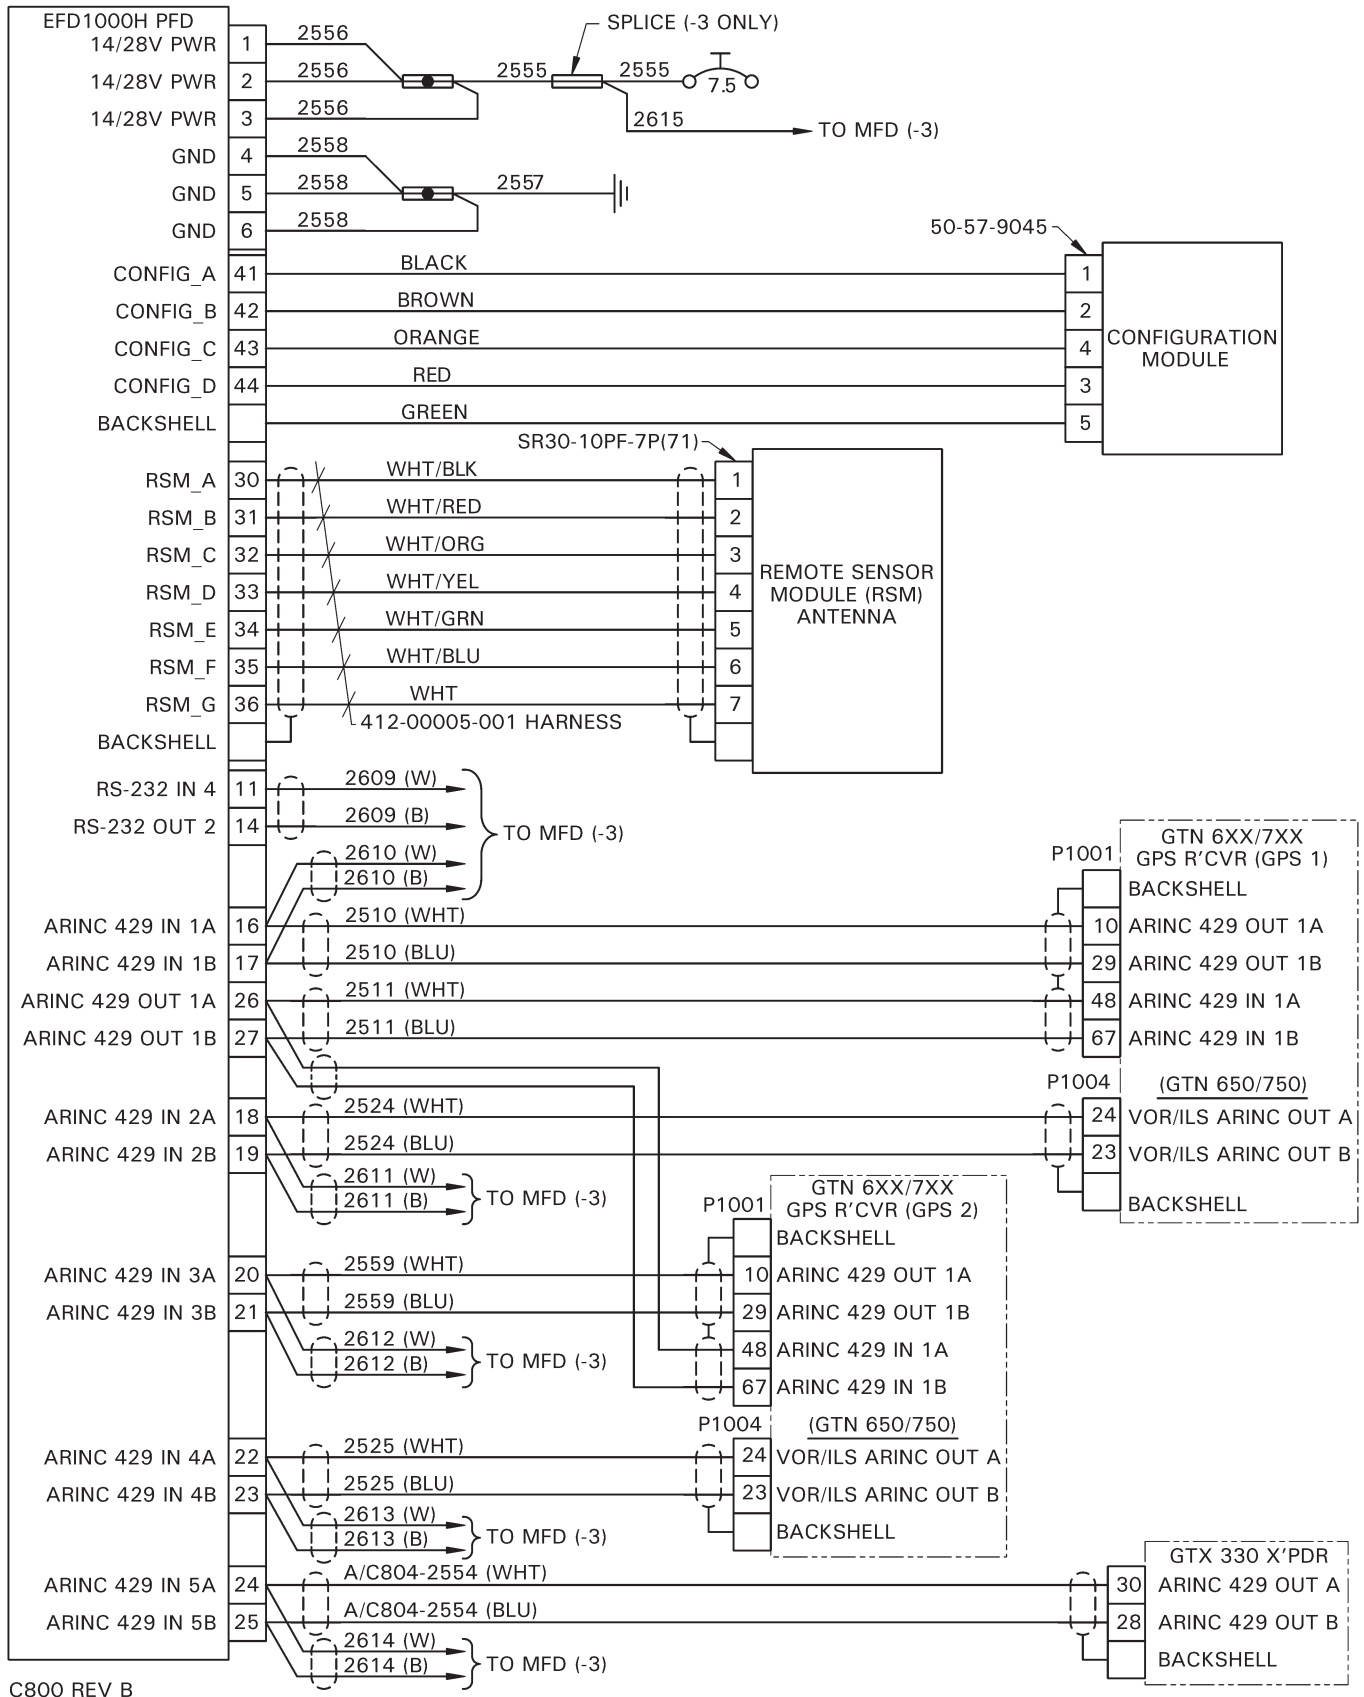 EFD1000H PFD
14/28V PWR 1 2556
SPLICE (-3 ONLY)
14/28V PWR 2 2556 2555 2555 7.5
14/28V PWR 3 2556
2615 TO MFD (-3)
GND 4 2558
GND 5 2558 2557
GND 6 2558
50-57-9045
CONFIG_A 41 BLACK 1
CONFIG_B 42 BROWN 2
CONFIG_C 43 ORANGE 4
CONFIG_D 44 RED 3
BACKSHELL GREEN 5
CONFIGURATION
MODULE
SR30-10PF-7P(71)
RSM_A 30 WHT/BLK 1
RSM_B 31 WHT/RED 2
RSM_C 32 WHT/ORG 3
RSM_D 33 WHT/YEL 4
RSM_E 34 WHT/GRN 5
RSM_F 35 WHT/BLU 6
RSM_G 36 WHT 7
REMOTE SENSOR
MODULE (RSM)
ANTENNA
412-00005-001 HARNESS
BACKSHELL
RS-232 IN 4 11 2609 (W)
RS-232 OUT 2 14 2609 (B)
TO MFD (-3)
2610 (W)
2610 (B)
GTN 6XX/7XX
GPS R'CVR (GPS 1)
P1001
BACKSHELL
ARINC 429 IN 1A 16 2510 (WHT) 10 ARINC 429 OUT 1A
ARINC 429 IN 1B 17 2510 (BLU) 29 ARINC 429 OUT 1B
ARINC 429 OUT 1A 26 2511 (WHT) 48 ARINC 429 IN 1A
ARINC 429 OUT 1B 27 2511 (BLU) 67 ARINC 429 IN 1B
P1004 (GTN 650/750)
ARINC 429 IN 2A 18 2524 (WHT) 24 VOR/ILS ARINC OUT A
ARINC 429 IN 2B 19 2524 (BLU) 23 VOR/ILS ARINC OUT B
BACKSHELL
2611 (W)
2611 (B)
TO MFD (-3)
GTN 6XX/7XX
GPS R'CVR (GPS 2)
P1001
BACKSHELL
ARINC 429 IN 3A 20 2559 (WHT) 10 ARINC 429 OUT 1A
ARINC 429 IN 3B 21 2559 (BLU) 29 ARINC 429 OUT 1B
2612 (W)
2612 (B)
TO MFD (-3)
48 ARINC 429 IN 1A
67 ARINC 429 IN 1B
P1004 (GTN 650/750)
ARINC 429 IN 4A 22 2525 (WHT) 24 VOR/ILS ARINC OUT A
ARINC 429 IN 4B 23 2525 (BLU) 23 VOR/ILS ARINC OUT B
BACKSHELL
2613 (W)
2613 (B)
TO MFD (-3)
GTX 330 X'PDR
ARINC 429 IN 5A 24 A/C804-2554 (WHT) 30 ARINC 429 OUT A
ARINC 429 IN 5B 25 A/C804-2554 (BLU) 28 ARINC 429 OUT B
BACKSHELL
2614 (W)
2614 (B)
TO MFD (-3)
C800 REV B